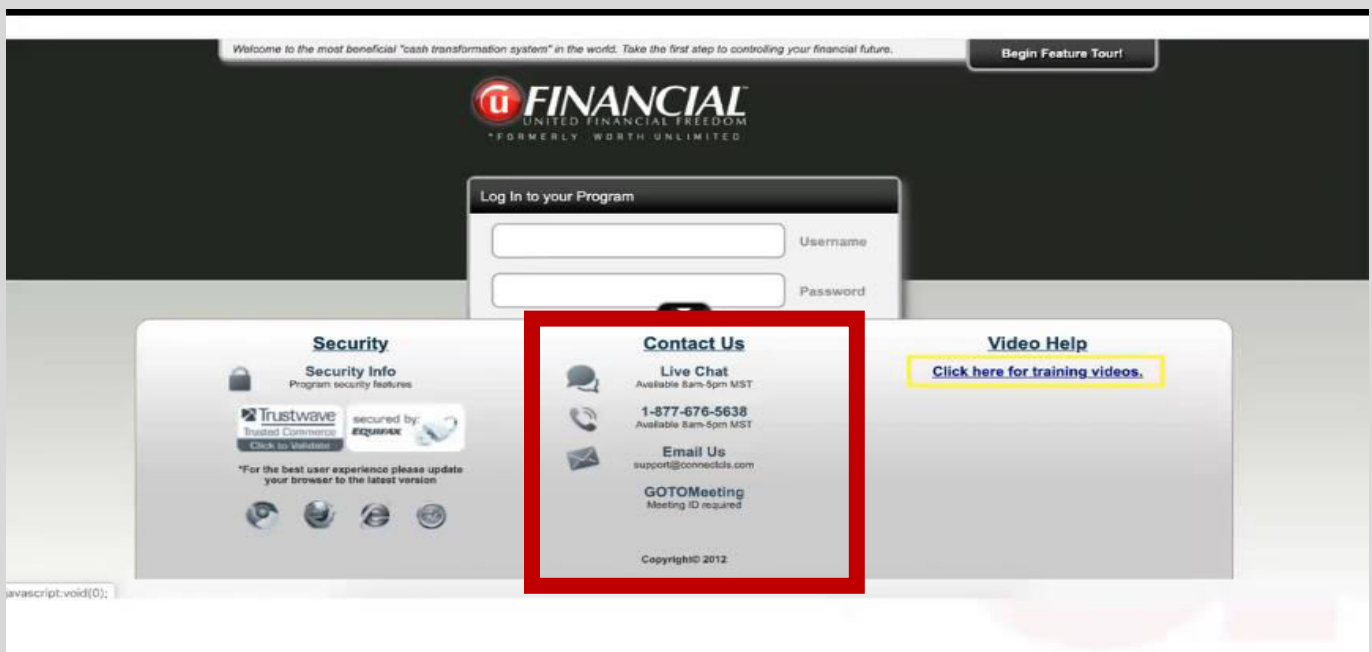 Welcome to the most beneficial "cash transformation system" in the world. Take the first step to controlling your financial future.
Begin Feature Tour!
u FINANCIAL™
UNITED FINANCIAL FREEDOM
*FORMERLY WORTH UNLIMITED
Log In to your Program
Username
Password
Security
Security Info
Program security features
Trustwave
Trusted Commerce
Click to Validate
secured by:
EQUIFAX
*For the best user experience please update
your browser to the latest version
Contact Us
Live Chat
Available 8am-5pm MST
1-877-676-5638
Available 8am-5pm MST
Email Us
support@connectcls.com
GOTOMeeting
Meeting ID required
Copyright© 2012
Video Help
Click here for training videos.
avascript:void(0);